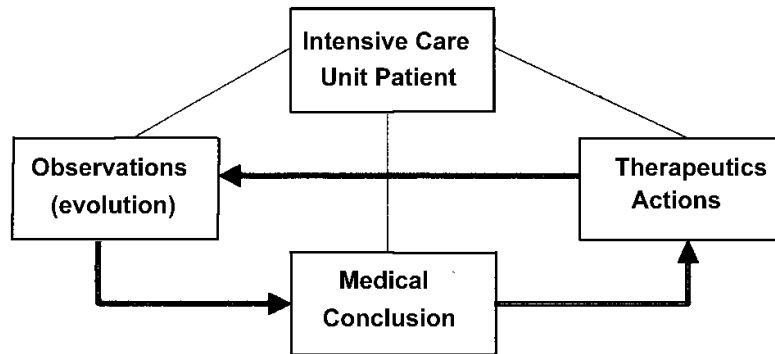 Intensive Care
Unit Patient
Observations
(evolution)
Therapeutics
Actions
Medical
Conclusion